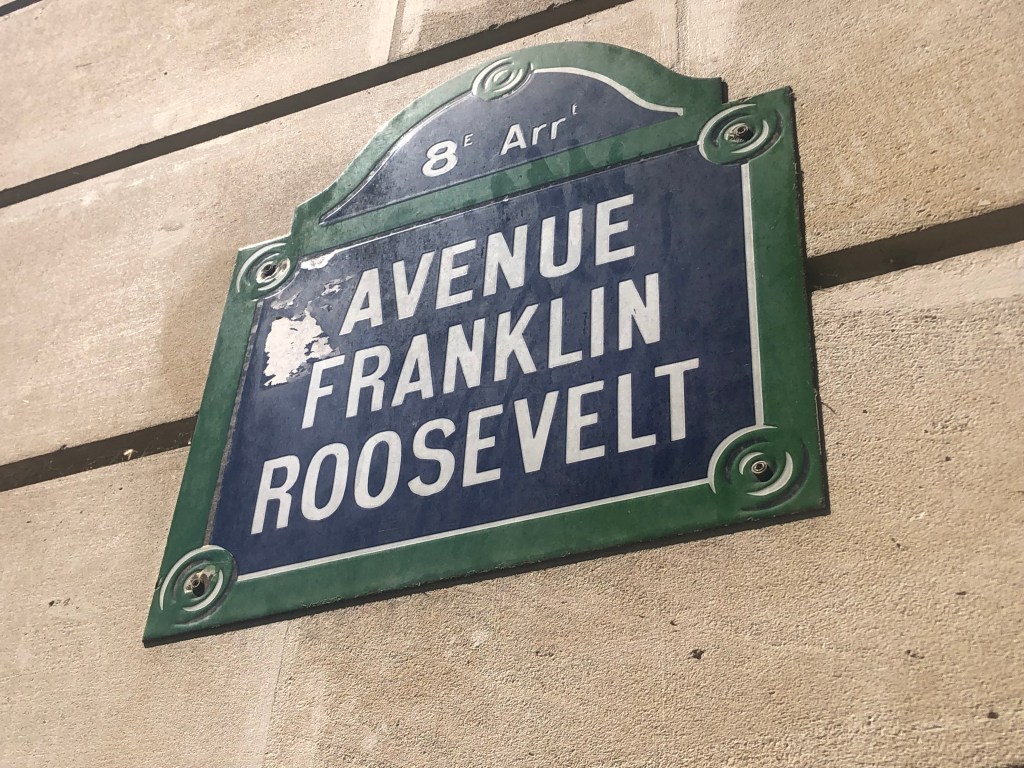 8E Arrt
AVENUE
FRANKLIN
ROOSEVELT